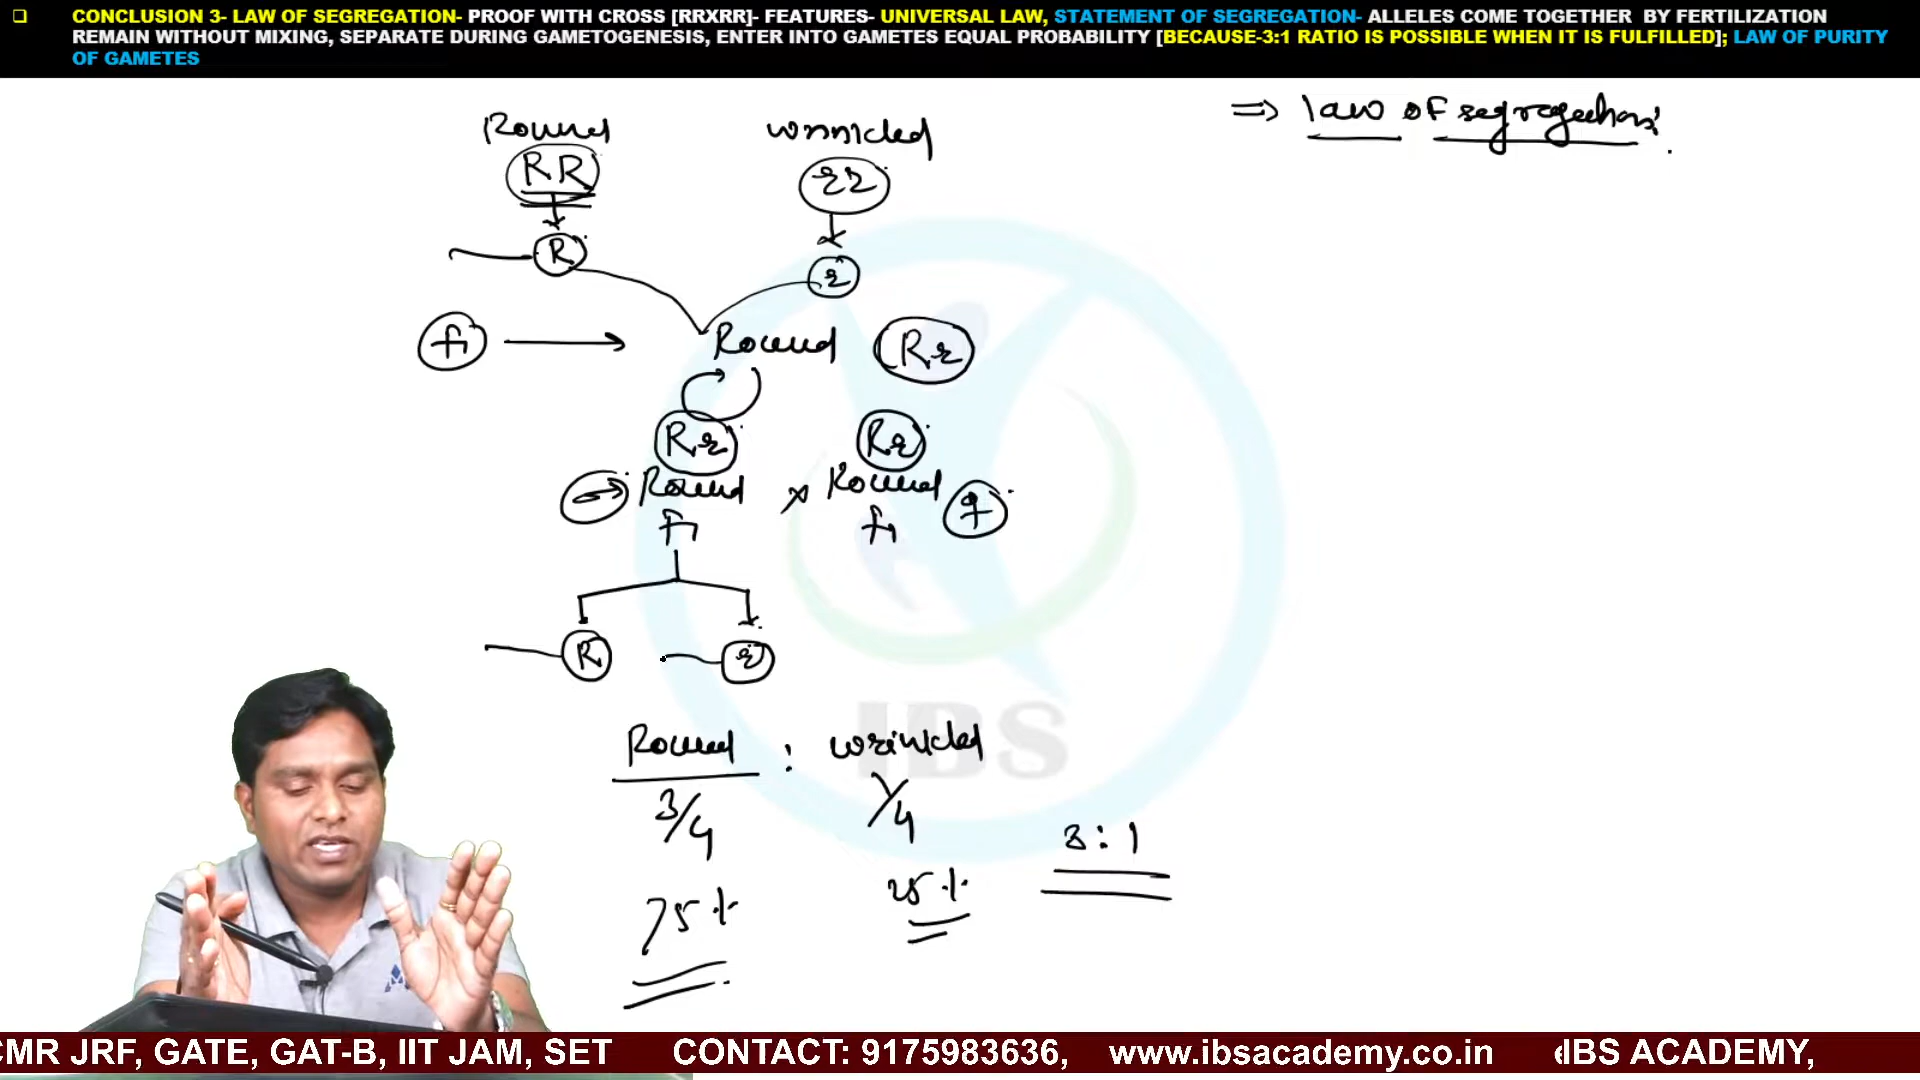 ❑ CONCLUSION 3- LAW OF SEGREGATION- PROOF WITH CROSS [RRXRR]- FEATURES- UNIVERSAL LAW, STATEMENT OF SEGREGATION- ALLELES COME TOGETHER BY FERTILIZATION
REMAIN WITHOUT MIXING, SEPARATE DURING GAMETOGENESIS, ENTER INTO GAMETES EQUAL PROBABILITY [BECAUSE-3:1 RATIO IS POSSIBLE WHEN IT IS FULFILLED]; LAW OF PURITY
OF GAMETES
⇒ law of segregation
Round wrinkled
RR rr
R r
f1 → Round Rr
Rr Rr
Round × Round ♀
f1 f1
R r
IBS
Round : wrinkled
3/4 1/4
3:1
75% 25%
CMR JRF, GATE, GAT-B, IIT JAM, SET CONTACT: 9175983636, www.ibsacademy.co.in IBS ACADEMY,